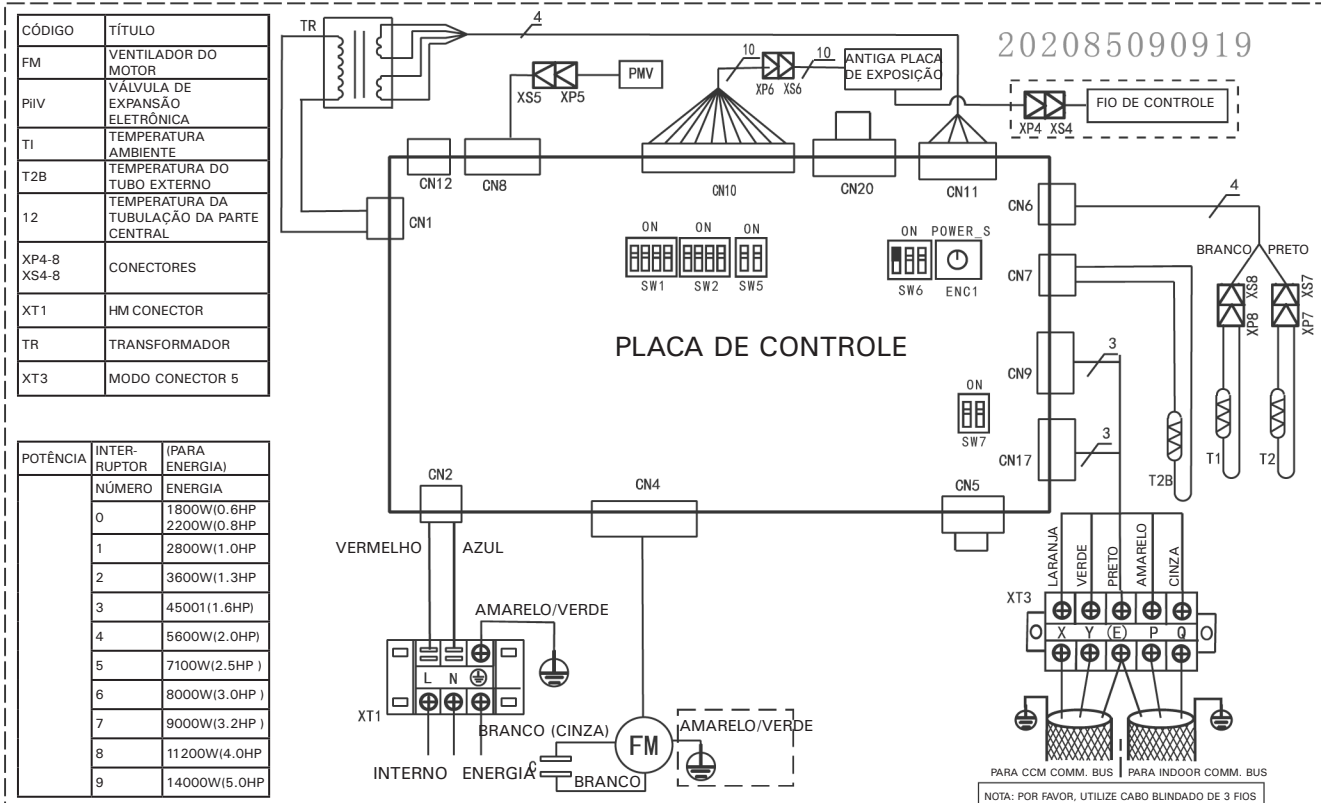 CÓDIGO TÍTULO
FM VENTILADOR DO
MOTOR
PilV VÁLVULA DE
EXPANSÃO
ELETRÔNICA
TI TEMPERATURA
AMBIENTE
T2B TEMPERATURA DO
TUBO EXTERNO
12 TEMPERATURA DA
TUBULAÇÃO DA PARTE
CENTRAL
XP4-8
XS4-8 CONECTORES
XT1 HM CONECTOR
TR TRANSFORMADOR
XT3 MODO CONECTOR 5
POTÊNCIA INTER-
RUPTOR (PARA
ENERGIA)
NÚMERO ENERGIA
0 1800W(0.6HP
2200W(0.8HP
1 2800W(1.0HP
2 3600W(1.3HP
3 45001(1.6HP)
4 5600W(2.0HP)
5 7100W(2.5HP )
6 8000W(3.0HP )
7 9000W(3.2HP )
8 11200W(4.0HP
9 14000W(5.0HP
TR
4
XS5 XP5
PMV
10
XP6 XS6
10
ANTIGA PLACA
DE EXPOSIÇÃO
202085090919
XP4 XS4
FIO DE CONTROLE
CN12 CN8 CN10 CN20 CN11
CN1
CN6
4
BRANCO PRETO
CN7
XS8
XP8
XS7
XP7
ON ON ON
SW1 SW2 SW5
ON POWER_S
SW6 ENC1
PLACA DE CONTROLE
CN9
3
ON
SW7
CN17
3
T2B
T1
T2
CN2
CN4
CN5
VERMELHO AZUL
AMARELO/VERDE
L N
XT1
INTERNO ENERGIA
BRANCO (CINZA)
C
BRANCO
FM
AMARELO/VERDE
LARANJA
VERDE
PRETO
AMARELO
CINZA
XT3
X Y (E) P Q
PARA CCM COMM. BUS PARA INDOOR COMM. BUS
NOTA: POR FAVOR, UTILIZE CABO BLINDADO DE 3 FIOS